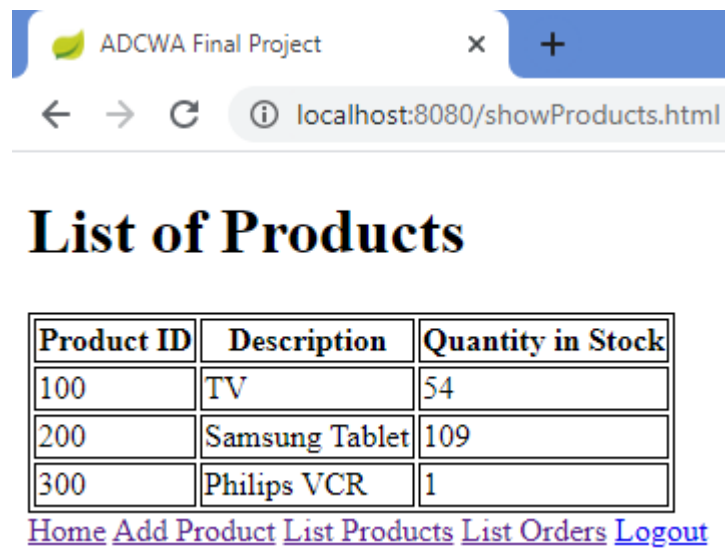 ADCWA Final Project
localhost:8080/showProducts.html
List of Products
Product ID Description Quantity in Stock
100 TV 54
200 Samsung Tablet 109
300 Philips VCR 1
Home Add Product List Products List Orders Logout